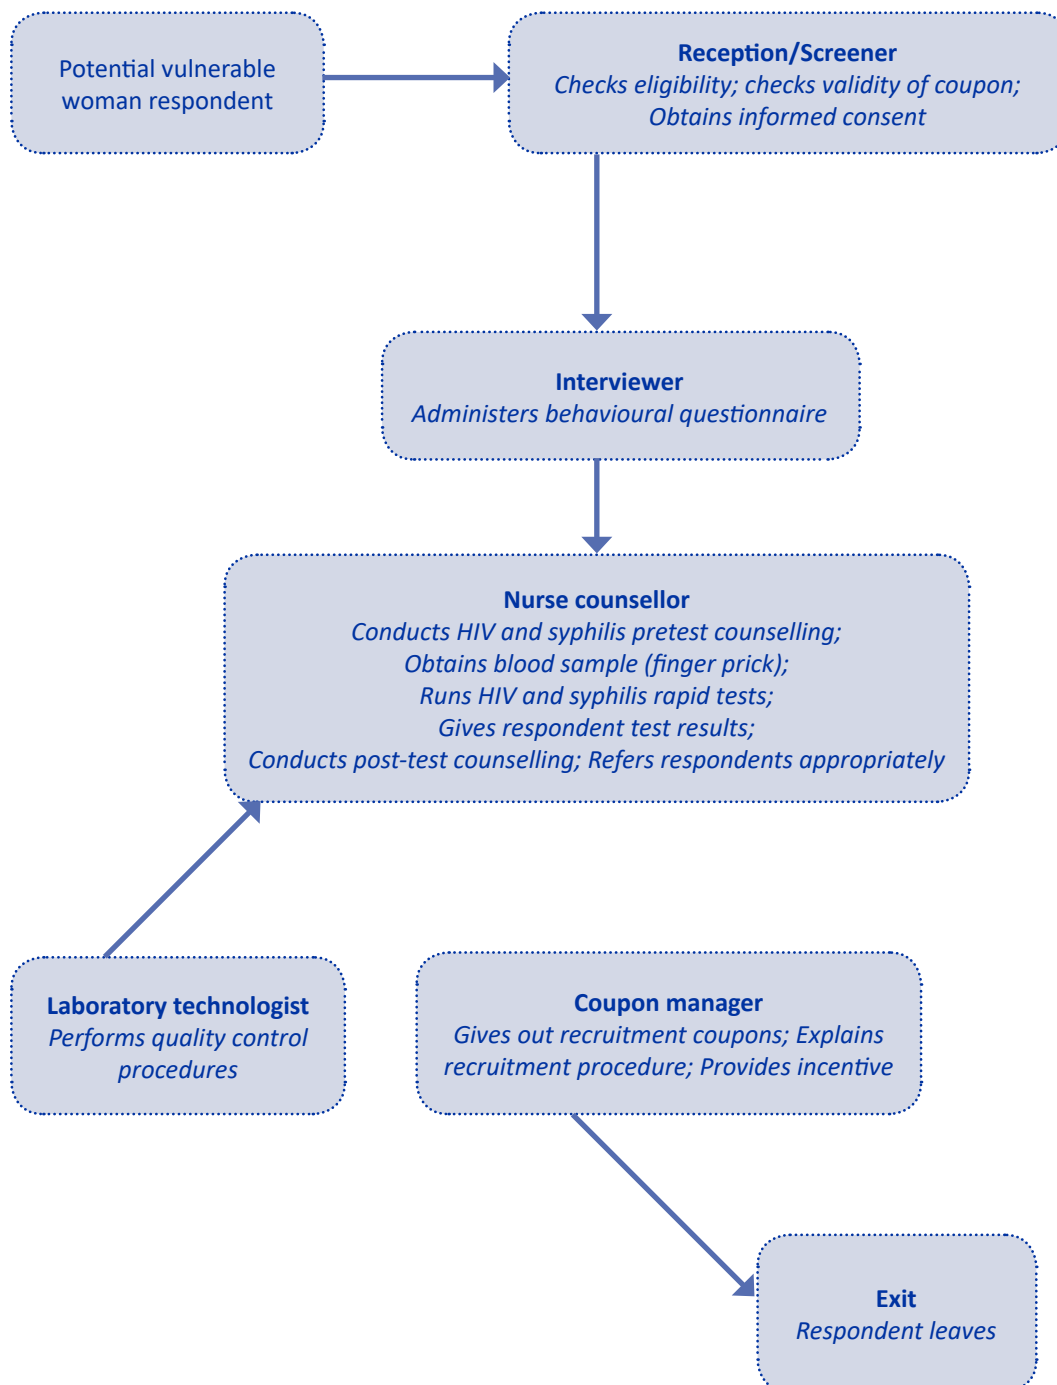 Potential vulnerable
woman respondent
Reception/Screener
Checks eligibility; checks validity of coupon;
Obtains informed consent
Interviewer
Administers behavioural questionnaire
Nurse counsellor
Conducts HIV and syphilis pretest counselling;
Obtains blood sample (finger prick);
Runs HIV and syphilis rapid tests;
Gives respondent test results;
Conducts post-test counselling; Refers respondents appropriately
Laboratory technologist
Performs quality control
procedures
Coupon manager
Gives out recruitment coupons; Explains
recruitment procedure; Provides incentive
Exit
Respondent leaves